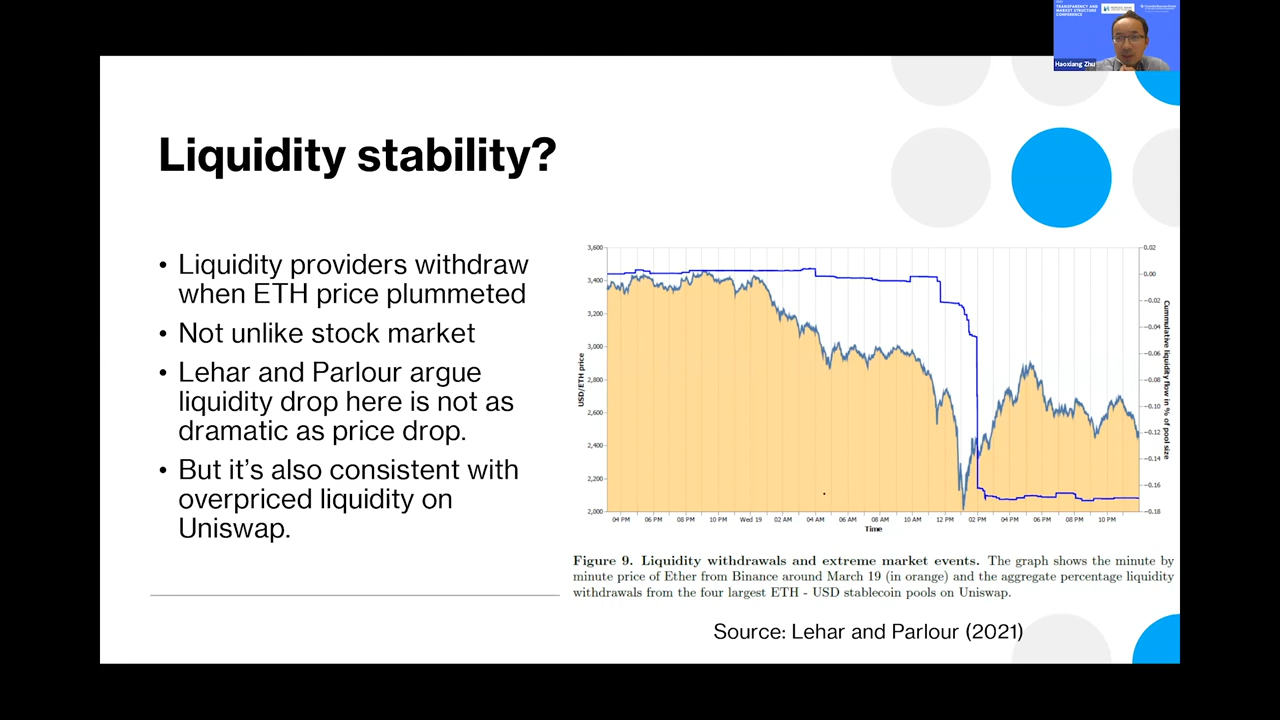 TRANSPARENCY AND
MARKET STRUCTURE
CONFERENCE
Haoxiang Zhu
Liquidity stability?
• Liquidity providers withdraw
when ETH price plummeted
• Not unlike stock market
• Lehar and Parlour argue
liquidity drop here is not as
dramatic as price drop.
• But it's also consistent with
overpriced liquidity on
Uniswap.
3,600
3,400
3,200
3,000
2,800
2,600
2,400
2,200
2,000
USD/ETH price
0.02
0.00
−0.02
−0.04
−0.06
−0.08
−0.10
−0.12
−0.14
−0.16
−0.18
Cummulative liquidity flow in % of pool size
04 PM 06 PM 08 PM 10 PM Wed 19 02 AM 04 AM 06 AM 08 AM 10 AM 12 PM 02 PM 04 PM 06 PM 08 PM 10 PM
Time
Figure 9. Liquidity withdrawals and extreme market events. The graph shows the minute by
minute price of Ether from Binance around March 19 (in orange) and the aggregate percentage liquidity
withdrawals from the four largest ETH - USD stablecoin pools on Uniswap.
Source: Lehar and Parlour (2021)